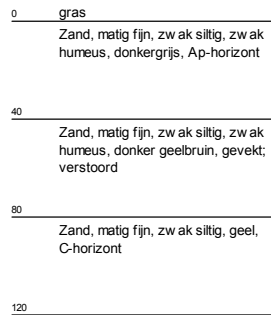 0 gras
Zand, matig fijn, zwak siltig, zwak
humeus, donkergrijs, Ap-horizont
40
Zand, matig fijn, zwak siltig, zwak
humeus, donker geelbruin, gevekt;
verstoord
80
Zand, matig fijn, zwak siltig, geel,
C-horizont
120